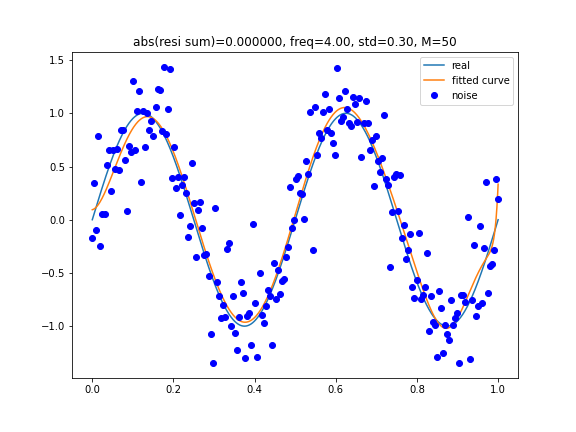 abs(resi sum)=0.000000, freq=4.00, std=0.30, M=50
real
fitted curve
noise
1.5
1.0
0.5
0.0
−0.5
−1.0
0.0 0.2 0.4 0.6 0.8 1.0